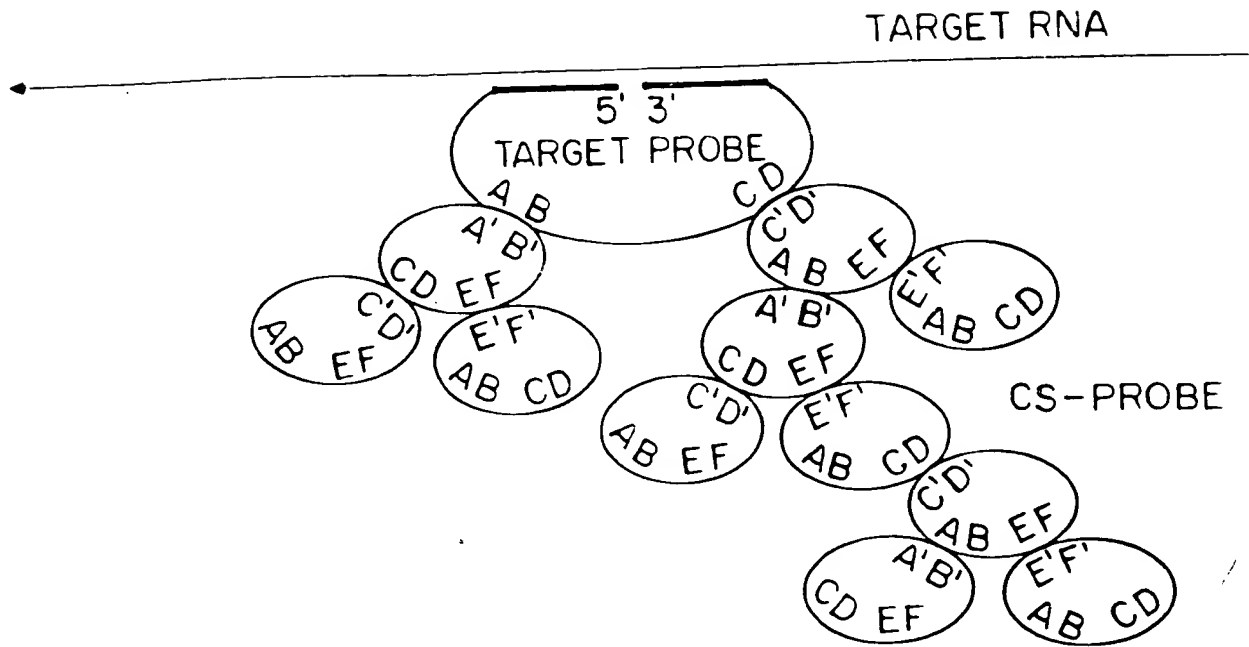 TARGET RNA
5' 3'
TARGET PROBE
AB
CD
A'B'
CD EF
C'D'
AB EF
C'D'
AB EF
E'F'
AB CD
E'F'
AB CD
A'B'
CD EF
C'D'
AB EF
E'F'
AB CD
CS-PROBE
C'D'
AB EF
A'B'
CD EF
E'F'
AB CD